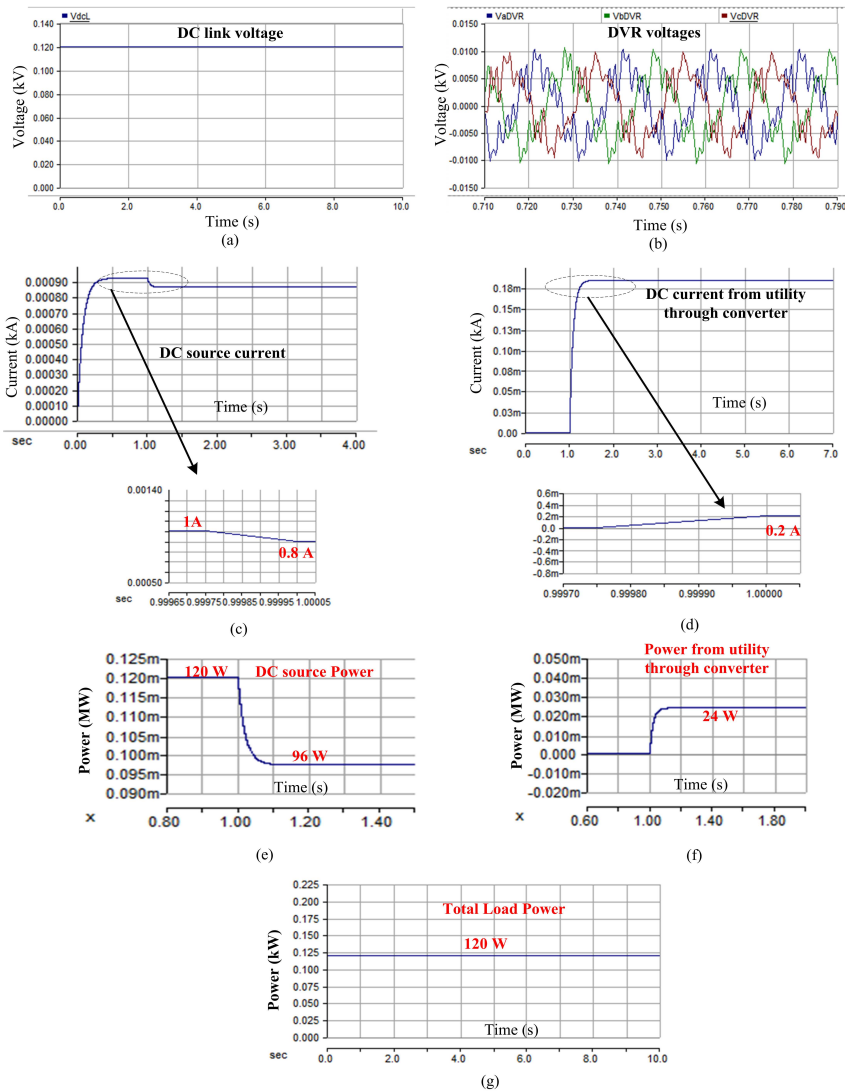 VdcL
DC link voltage
0.140
0.120
0.100
0.080
0.060
0.040
0.020
0.000
Voltage (kV)
0.0 2.0 4.0 6.0 8.0 10.0
Time (s)
(a)
VaDVR VbDVR VcDVR
DVR voltages
0.0150
0.0100
0.0050
0.0000
-0.0050
-0.0100
-0.0150
Voltage (kV)
0.710 0.720 0.730 0.740 0.750 0.760 0.770 0.780 0.790
Time (s)
(b)
0.00090
0.00080
0.00070
0.00060
0.00050
0.00040
0.00030
0.00020
0.00010
0.00000
Current (kA)
DC source current
Time (s)
sec 0.00 1.00 2.00 3.00 4.00
0.00140
0.00050
1A
0.8 A
sec 0.99965 0.99975 0.99985 0.99995 1.00005
(c)
0.18m
0.15m
0.13m
0.10m
0.08m
0.05m
0.03m
0.00
Current (kA)
DC current from utility
through converter
Time (s)
sec 0.0 1.0 2.0 3.0 4.0 5.0 6.0 7.0
0.6m
0.4m
0.2m
0.0
-0.2m
-0.4m
-0.6m
-0.8m
0.2 A
sec 0.99970 0.99980 0.99990 1.00000
(d)
0.125m
0.120m
0.115m
0.110m
0.105m
0.100m
0.095m
0.090m
Power (MW)
120 W
DC source Power
96 W
Time (s)
x 0.80 1.00 1.20 1.40
(e)
Power from utility
through converter
0.050m
0.040m
0.030m
0.020m
0.010m
0.000
-0.010m
-0.020m
Power (MW)
24 W
Time (s)
x 0.60 1.00 1.40 1.80
(f)
0.225
0.200
0.175
0.150
0.125
0.100
0.075
0.050
0.025
0.000
Power (kW)
Total Load Power
120 W
Time (s)
sec 0.0 2.0 4.0 6.0 8.0 10.0
(g)